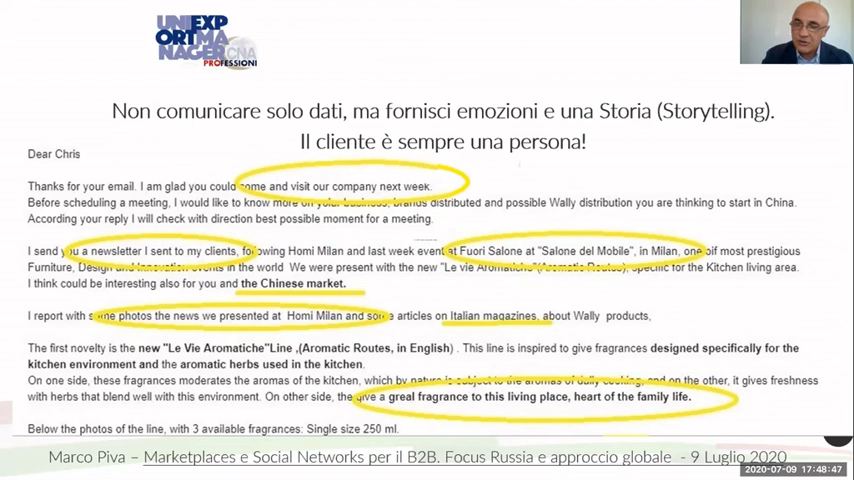 UNIEXP
ORTMA
NAGERCNA
PROFESSIONI
Non comunicare solo dati, ma fornisci emozioni e una Storia (Storytelling).
Il cliente è sempre una persona!
Dear Chris
Thanks for your email. I am glad you could come and visit our company next week.
Before scheduling a meeting, I would like to know more on your business, brands distributed and possible Wally distribution you are thinking to start in China.
According your reply I will check with direction best possible moment for a meeting.
I send you a newsletter I sent to my clients, following Homi Milan and last week event at Fuori Salone at "Salone del Mobile", in Milan, one oif most prestigious
Furniture, Design and Innovation events in the world We were present with the new "Le vie Aromatiche"(Aromatic Routes), specific for the Kitchen living area.
I think could be interesting also for you and the Chinese market.
I report with some photos the news we presented at Homi Milan and some articles on Italian magazines, about Wally products,
The first novelty is the new "Le Vie Aromatiche"Line ,(Aromatic Routes, in English) . This line is inspired to give fragrances designed specifically for the
kitchen environment and the aromatic herbs used in the kitchen.
On one side, these fragrances moderates the aromas of the kitchen, which by nature is subject to the aromas of daily cooking, and on the other, it gives freshness
with herbs that blend well with this environment. On other side, the give a greal fragrance to this living place, heart of the family life.
Below the photos of the line, with 3 available fragrances: Single size 250 ml.
Marco Piva – Marketplaces e Social Networks per il B2B. Focus Russia e approccio globale - 9 Luglio 2020
2020-07-09 17:48:47